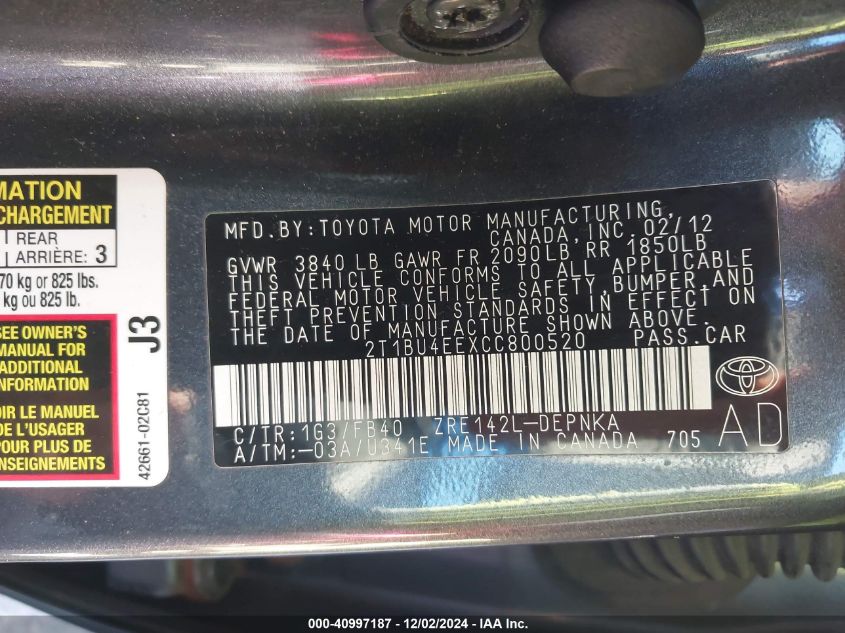 MATION
CHARGEMENT
REAR
ARRIÈRE: 3
70 kg or 825 lbs.
kg ou 825 lb.
SEE OWNER'S
MANUAL FOR
ADDITIONAL
INFORMATION
OIR LE MANUEL
DE L'USAGER
POUR PLUS DE
RENSEIGNEMENTS
J3
42661-02C81
MFD.BY:TOYOTA MOTOR MANUFACTURING,
CANADA, INC. 02/12
GVWR 3840 LB GAWR FR 2090LB RR 1850LB
THIS VEHICLE CONFORMS TO ALL APPLICABLE
FEDERAL MOTOR VEHICLE SAFETY, BUMPER, AND
THEFT PREVENTION STANDARDS IN EFFECT ON
THE DATE OF MANUFACTURE SHOWN ABOVE.
2T1BU4EEXCC800520 PASS.CAR
C/TR:1G3/FB40 ZRE142L-DEPNKA
A/TM:-03A/U341E MADE IN CANADA 705
AD
000-40997187 - 12/02/2024 - IAA Inc.